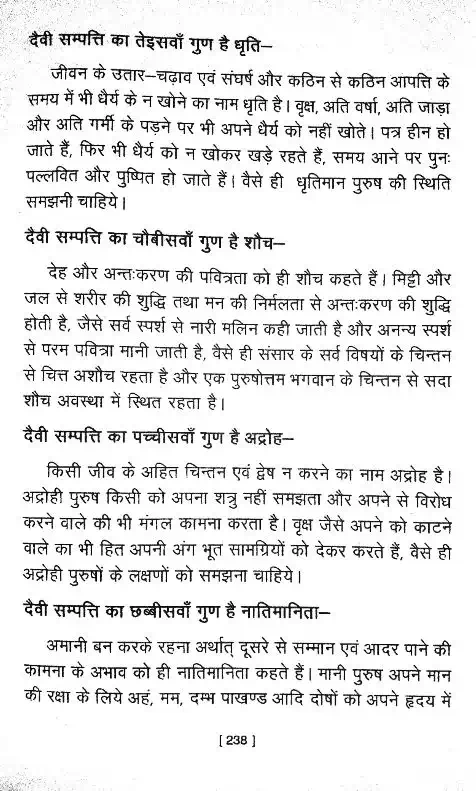 दैवी सम्पत्ति का तेइसवाँ गुण है धृति–
जीवन के उतार–चढ़ाव एवं संघर्ष और कठिन से कठिन आपत्ति के
समय में भी धैर्य के न खोने का नाम धृति है। वृक्ष, अति वर्षा, अति जाड़ा
और अति गर्मी के पड़ने पर भी अपने धैर्य को नहीं खोते। पत्र हीन हो
जाते हैं, फिर भी धैर्य को न खोकर खड़े रहते हैं, समय आने पर पुनः
पल्लवित और पुष्पित हो जाते हैं। वैसे ही धृतिमान पुरुष की स्थिति
समझनी चाहिये।
दैवी सम्पत्ति का चौबीसवाँ गुण है शौच–
देह और अन्तःकरण की पवित्रता को ही शौच कहते हैं। मिट्टी और
जल से शरीर की शुद्धि तथा मन की निर्मलता से अन्तःकरण की शुद्धि
होती है, जैसे सर्व स्पर्श से नारी मलिन कही जाती है और अनन्य स्पर्श
से परम पवित्रा मानी जाती है, वैसे ही संसार के सर्व विषयों के चिन्तन
से चित्त अशौच रहता है और एक पुरुषोत्तम भगवान के चिन्तन से सदा
शौच अवस्था में स्थित रहता है।
दैवी सम्पत्ति का पच्चीसवाँ गुण है अद्रोह–
किसी जीव के अहित चिन्तन एवं द्वेष न करने का नाम अद्रोह है।
अद्रोही पुरुष किसी को अपना शत्रु नहीं समझता और अपने से विरोध
करने वाले की भी मंगल कामना करता है। वृक्ष जैसे अपने को काटने
वाले का भी हित अपनी अंग भूत सामग्रियों को देकर करते हैं, वैसे ही
अद्रोही पुरुषों के लक्षणों को समझना चाहिये।
दैवी सम्पत्ति का छब्बीसवाँ गुण है नातिमानिता–
अमानी बन करके रहना अर्थात् दूसरे से सम्मान एवं आदर पाने की
कामना के अभाव को ही नातिमानिता कहते हैं। मानी पुरुष अपने मान
की रक्षा के लिये अहं, मम, दम्भ पाखण्ड आदि दोषों को अपने हृदय में
[ 238 ]